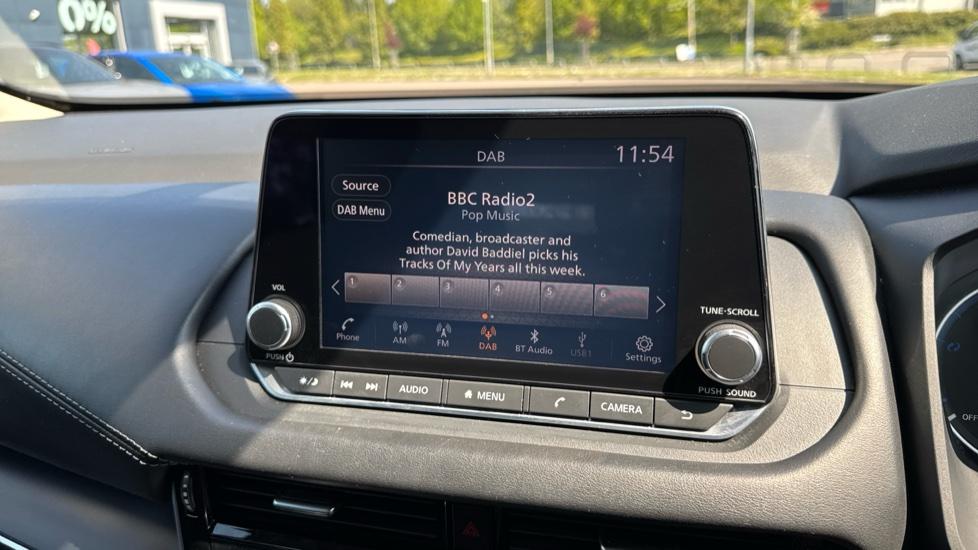 0%
DAB
11:54
Source
DAB Menu
BBC Radio2
Pop Music
Comedian, broadcaster and
author David Baddiel picks his
Tracks Of My Years all this week.
1 2 3 4 5 6
VOL
PUSH
TUNE·SCROLL
PUSH SOUND
Phone AM FM DAB BT Audio USB1 Settings
AUDIO MENU CAMERA
OFF